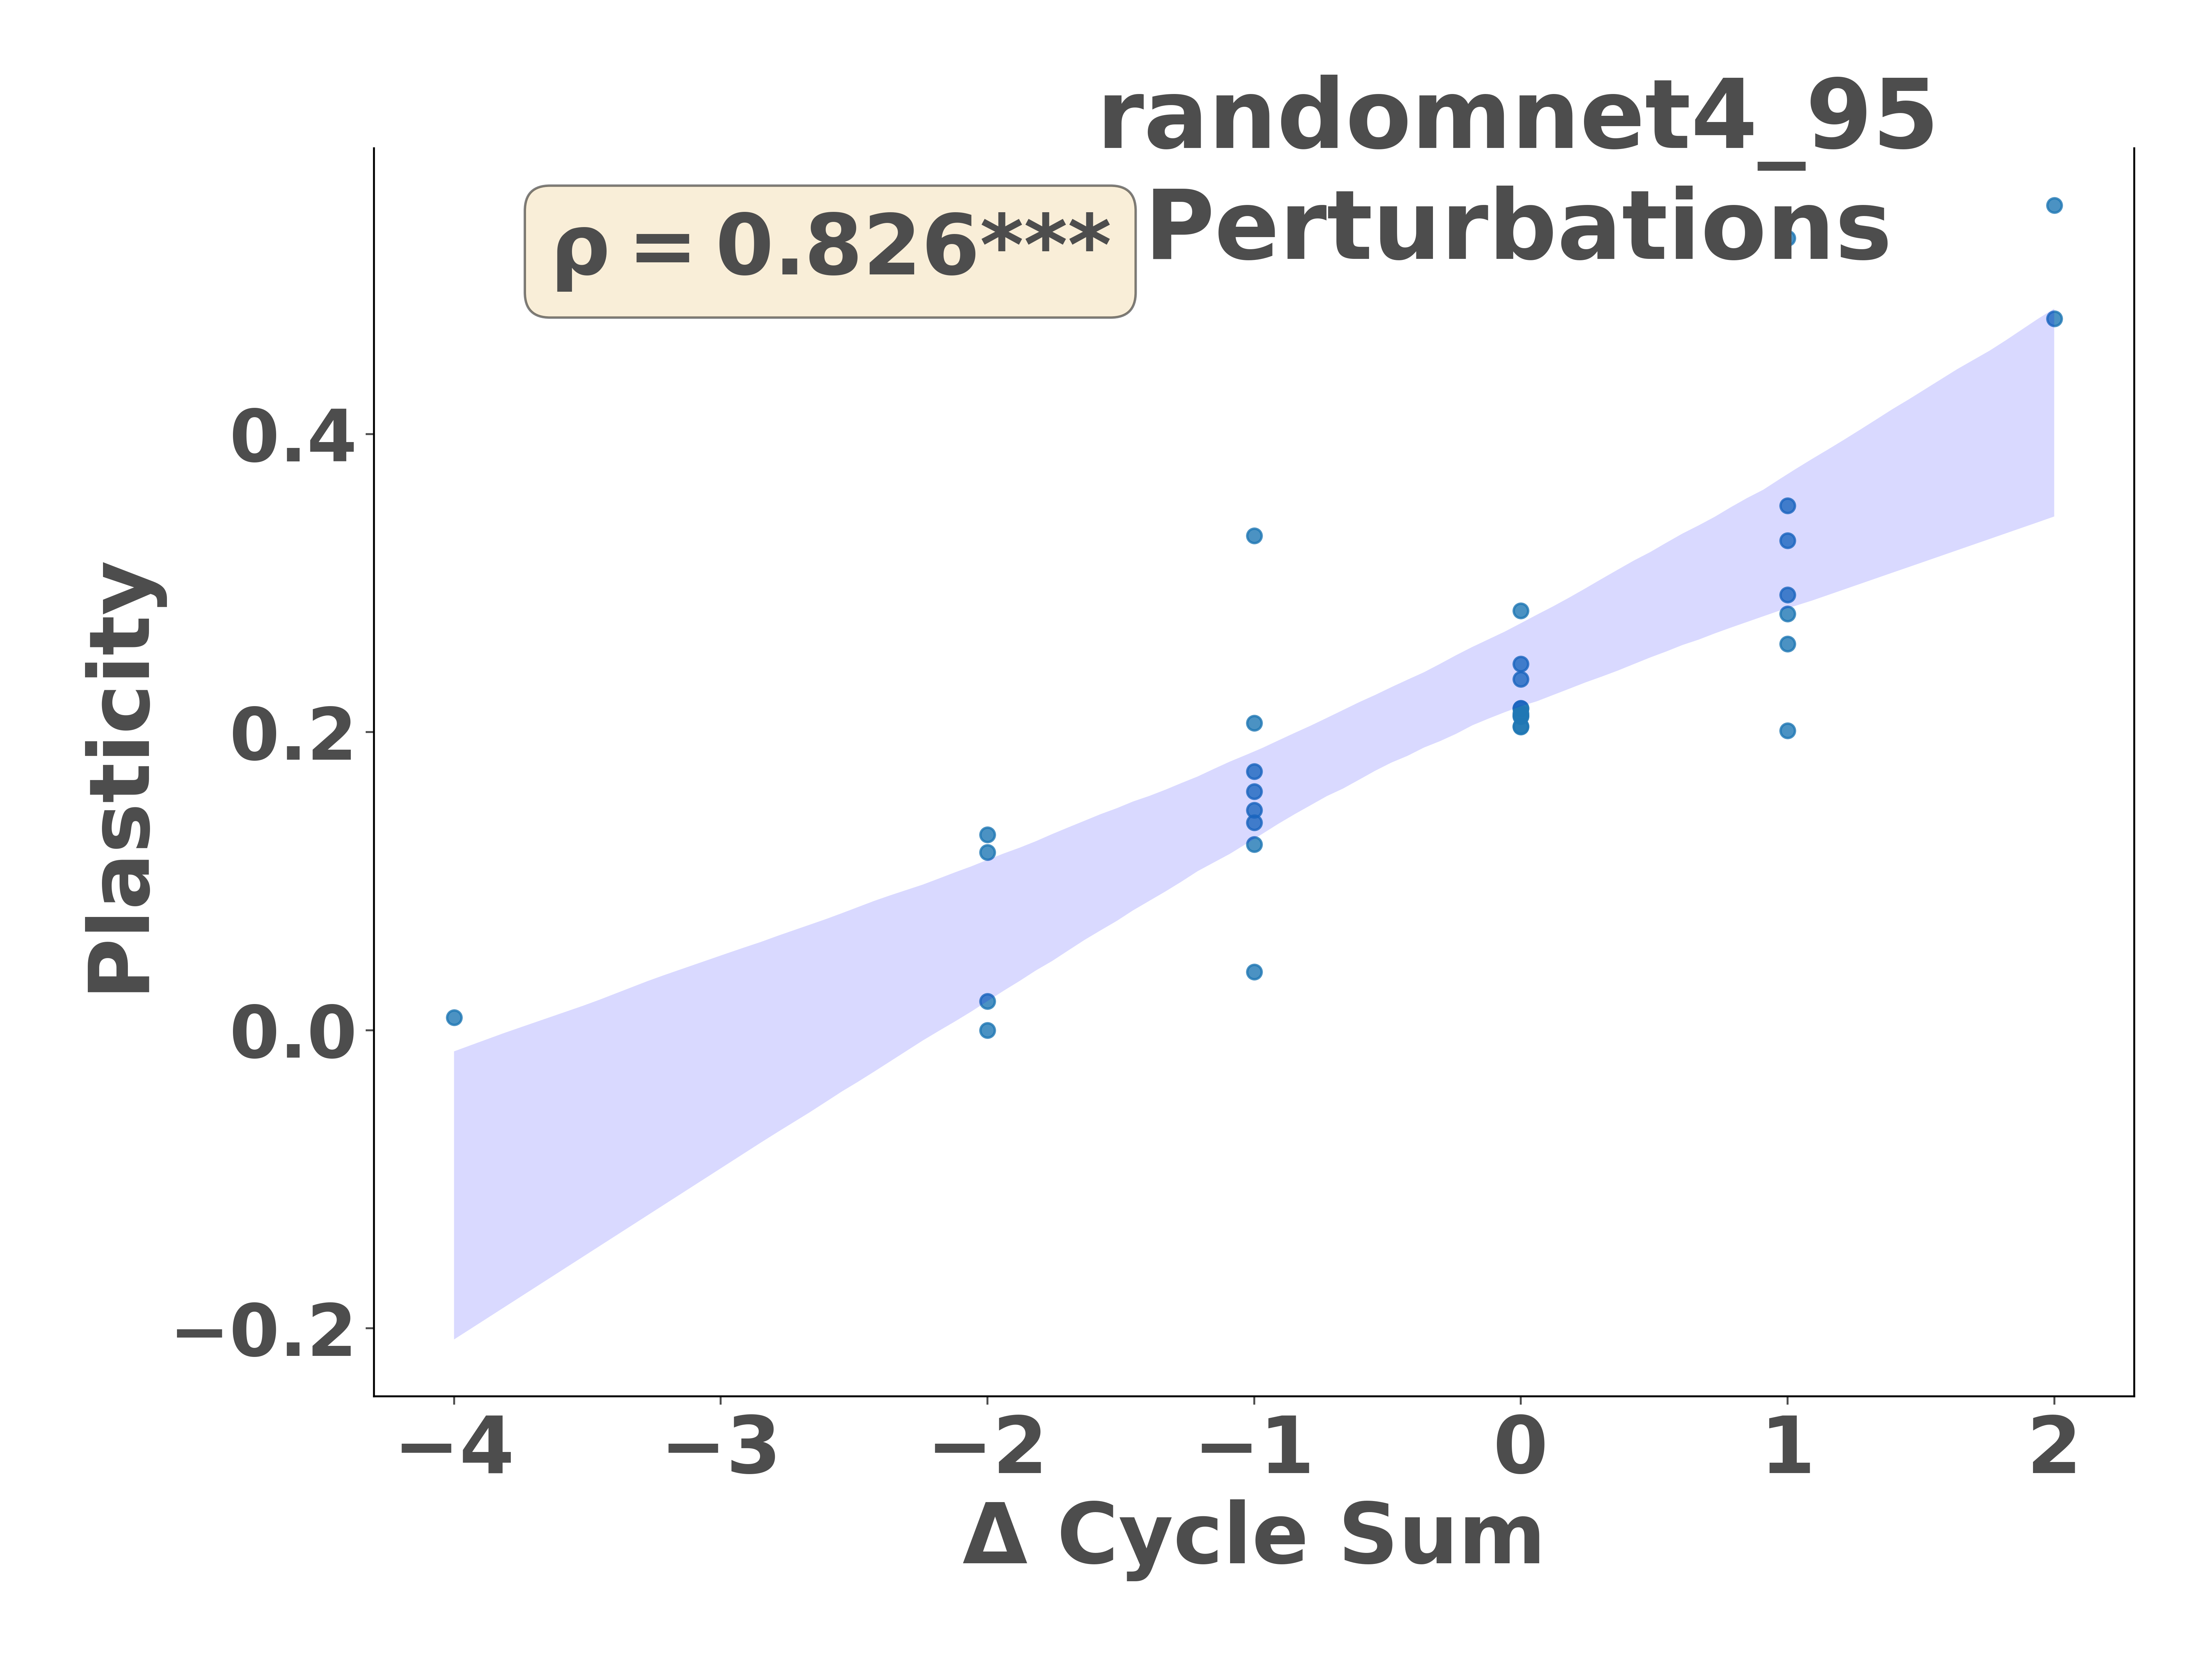 randomnet4_95
Perturbations
ρ = 0.826***
Plasticity
0.4
0.2
0.0
−0.2
−4 −3 −2 −1 0 1 2
Δ Cycle Sum